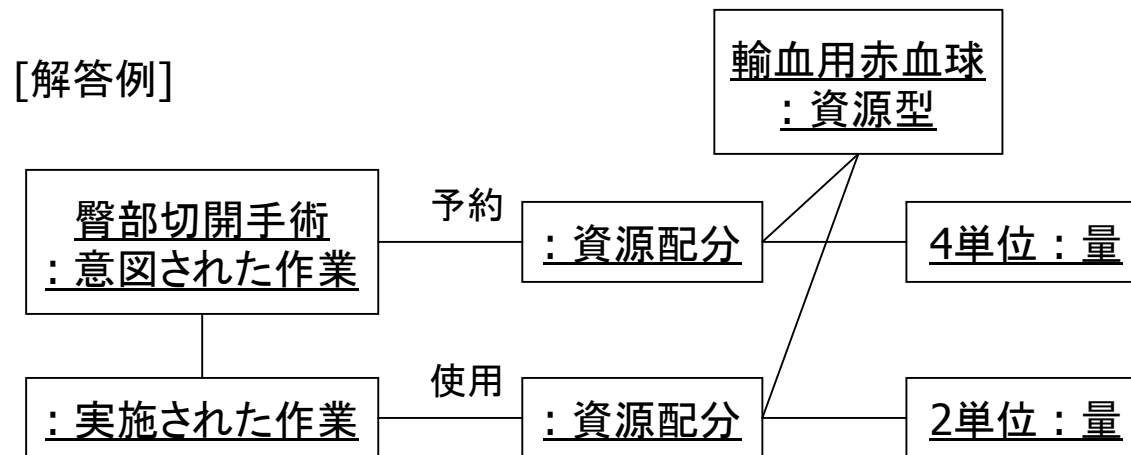 [解答例]
輸血用赤血球
：資源型
臀部切開手術
：意図された作業
予約
：資源配分
4単位：量
：実施された作業
使用
：資源配分
2単位：量